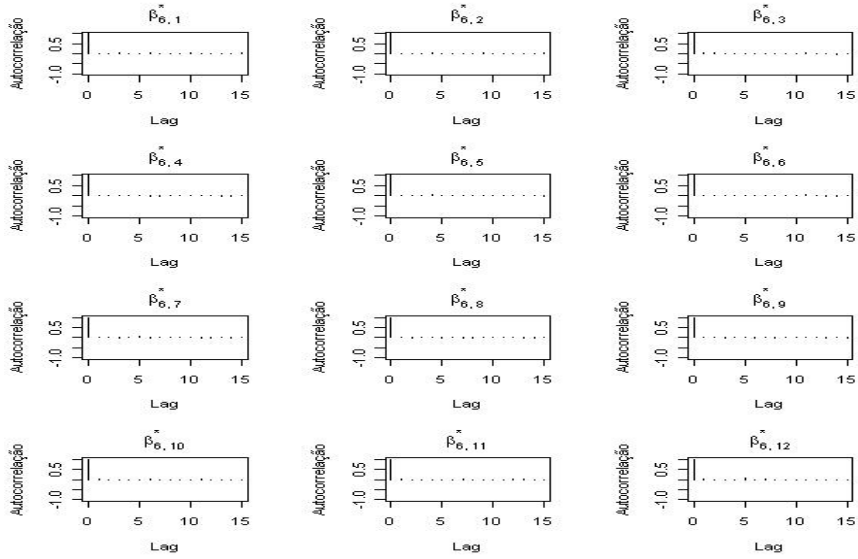 β*6,1
Autocorrelação
0.5
-1.0
0 5 10 15
Lag
β*6,2
Autocorrelação
0.5
-1.0
0 5 10 15
Lag
β*6,3
Autocorrelação
0.5
-1.0
0 5 10 15
Lag
β*6,4
Autocorrelação
0.5
-1.0
0 5 10 15
Lag
β*6,5
Autocorrelação
0.5
-1.0
0 5 10 15
Lag
β*6,6
Autocorrelação
0.5
-1.0
0 5 10 15
Lag
β*6,7
Autocorrelação
0.5
-1.0
0 5 10 15
Lag
β*6,8
Autocorrelação
0.5
-1.0
0 5 10 15
Lag
β*6,9
Autocorrelação
0.5
-1.0
0 5 10 15
Lag
β*6,10
Autocorrelação
0.5
-1.0
0 5 10 15
Lag
β*6,11
Autocorrelação
0.5
-1.0
0 5 10 15
Lag
β*6,12
Autocorrelação
0.5
-1.0
0 5 10 15
Lag